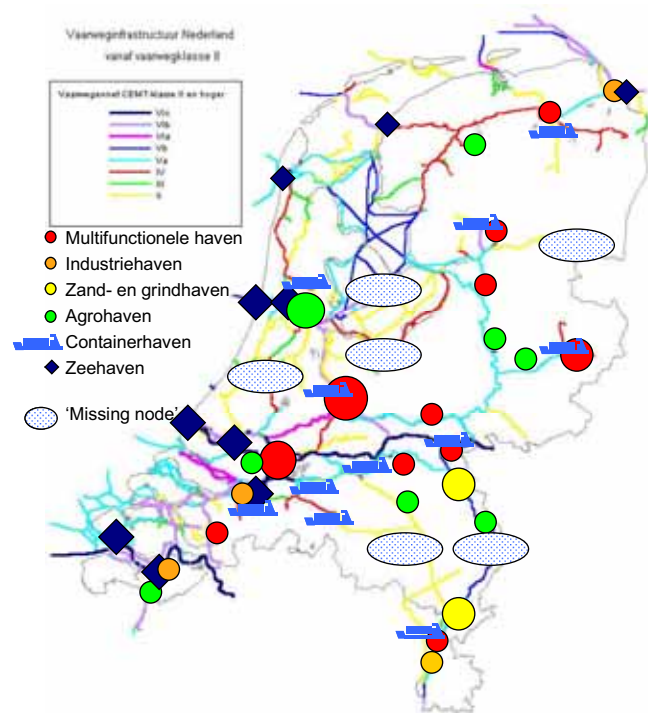 Vaarweginfrastructuur Nederland
vanaf vaarwegklasse II
Vaarwegennet CEMT-klasse II en hoger
VIc
VIb
VIa
Vb
Va
IV
III
II
Multifunctionele haven
Industriehaven
Zand- en grindhaven
Agrohaven
Containerhaven
Zeehaven
'Missing node'